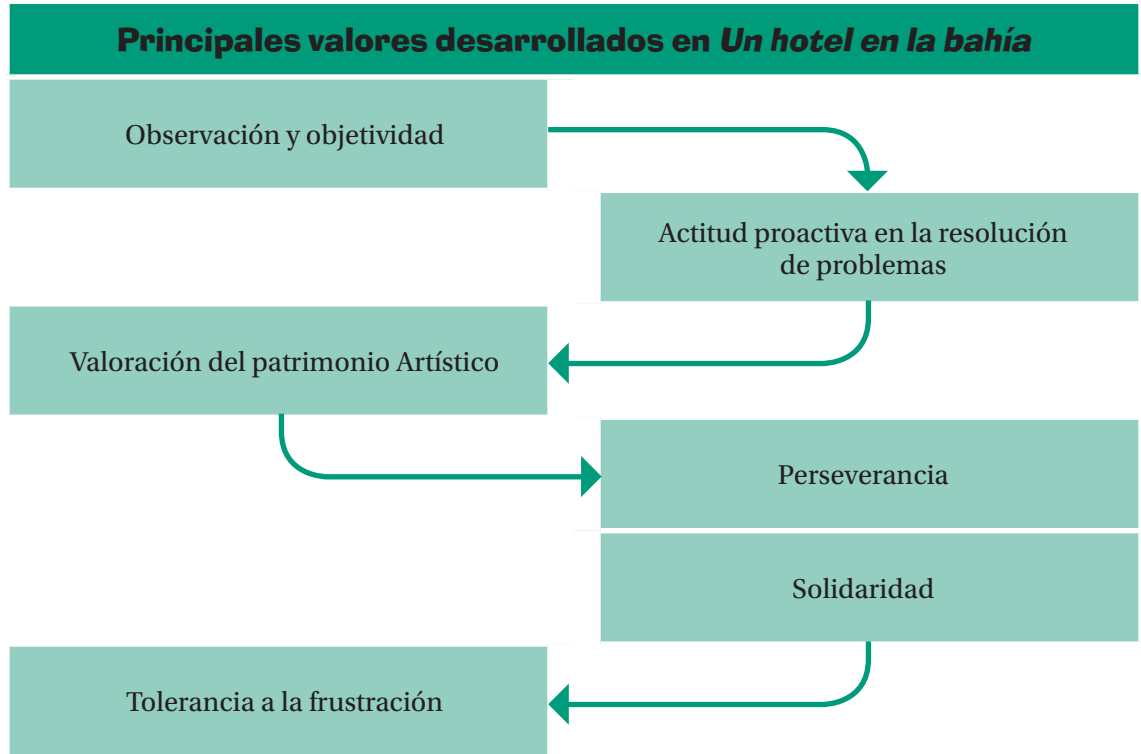 Principales valores desarrollados en Un hotel en la bahía
Observación y objetividad
Actitud proactiva en la resolución
de problemas
Valoración del patrimonio Artístico
Perseverancia
Solidaridad
Tolerancia a la frustración